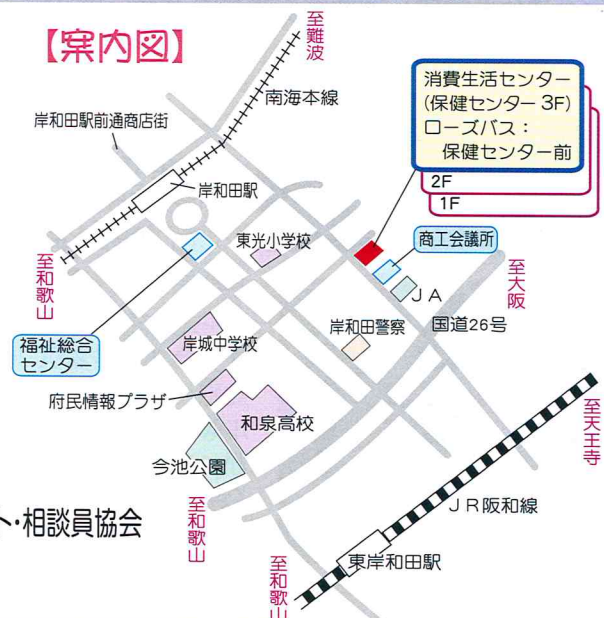 【案内図】
至難波
南海本線
岸和田駅前通商店街
岸和田駅
消費生活センター
(保健センター 3F)
ローズバス：
保健センター前
2F
1F
東光小学校
商工会議所
至大阪
JA
至和歌山
岸和田警察
国道26号
福祉総合
センター
岸城中学校
府民情報プラザ
和泉高校
至天王寺
今池公園
至和歌山
JR阪和線
ト・相談員協会
東岸和田駅
至和歌山